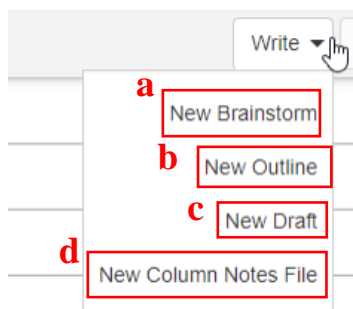 Write
a
New Brainstorm
b
New Outline
c
New Draft
d
New Column Notes File